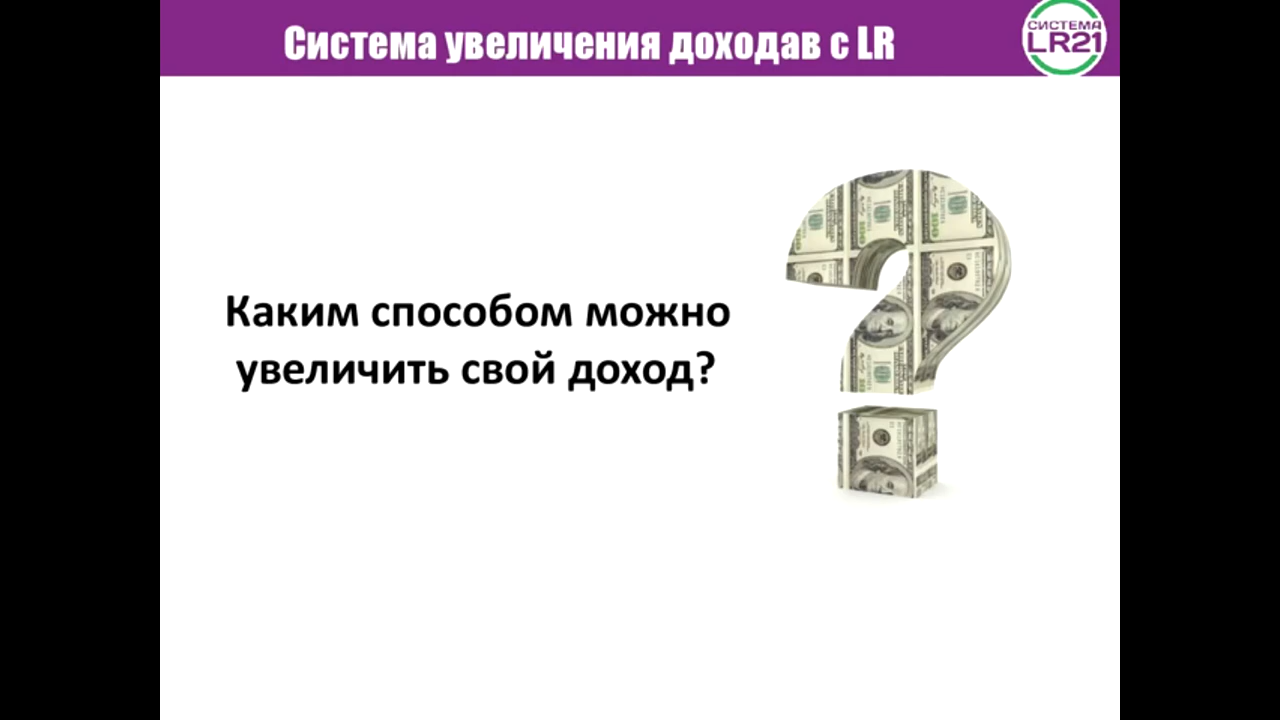 Система увеличения доходав с LR
СИСТЕМА
LR21
Каким способом можно
увеличить свой доход?